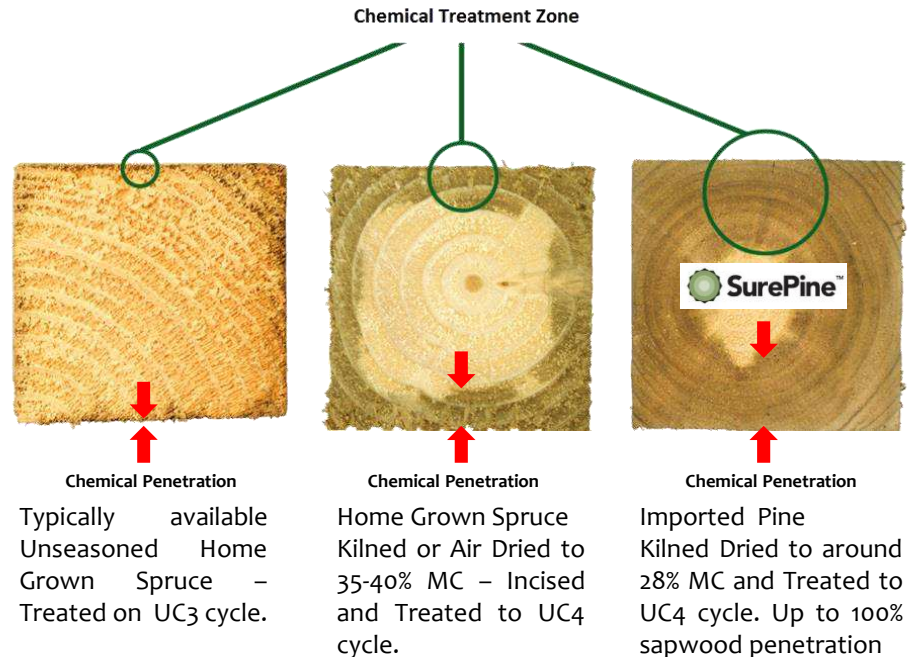 Chemical Treatment Zone
SurePine™
Chemical Penetration
Typically available
Unseasoned Home
Grown Spruce –
Treated on UC3 cycle.
Chemical Penetration
Home Grown Spruce
Kilned or Air Dried to
35-40% MC – Incised
and Treated to UC4
cycle.
Chemical Penetration
Imported Pine
Kilned Dried to around
28% MC and Treated to
UC4 cycle. Up to 100%
sapwood penetration